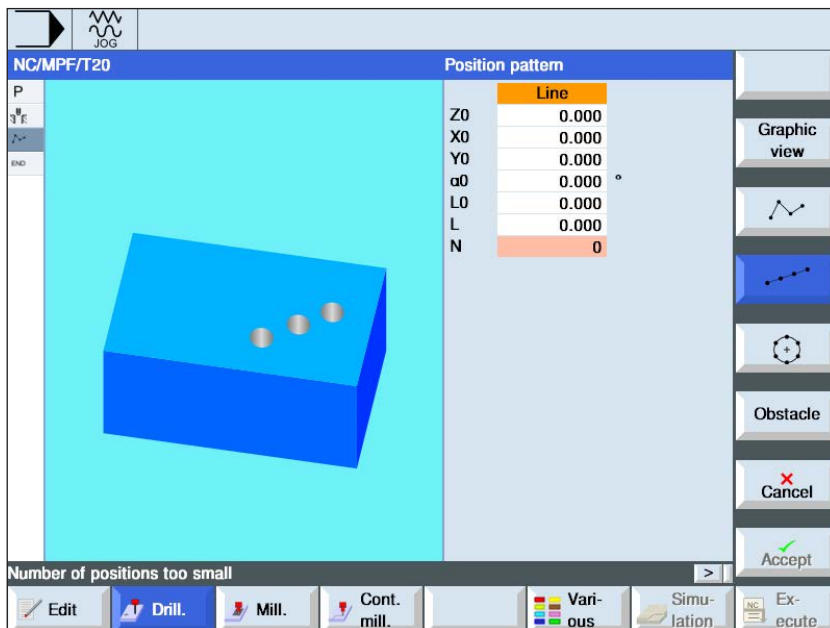 JOG
NC/MPF/T20
Position pattern
P
END
Line
Z0 0.000
X0 0.000
Y0 0.000
α0 0.000 °
L0 0.000
L 0.000
N 0
Graphic
view
Obstacle
Cancel
Accept
Number of positions too small
>
Edit
Drill.
Mill.
Cont.
mill.
Vari-
ous
Simu-
lation
NC
Ex-
ecute